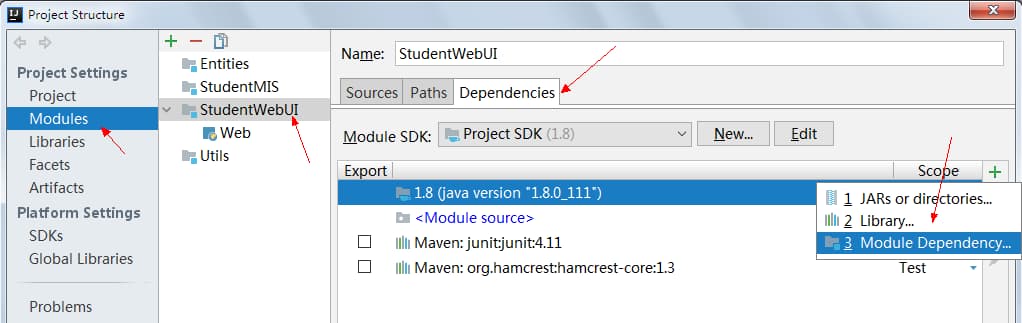 Project Structure
Project Settings
Project
Modules
Libraries
Facets
Artifacts
Platform Settings
SDKs
Global Libraries
Problems
Entities
StudentMIS
StudentWebUI
Web
Utils
Name: StudentWebUI
Sources Paths Dependencies
Module SDK: Project SDK (1.8) New... Edit
Export Scope
1.8 (java version "1.8.0_111")
<Module source>
Maven: junit:junit:4.11
Maven: org.hamcrest:hamcrest-core:1.3 Test
1 JARs or directories...
2 Library...
3 Module Dependency...